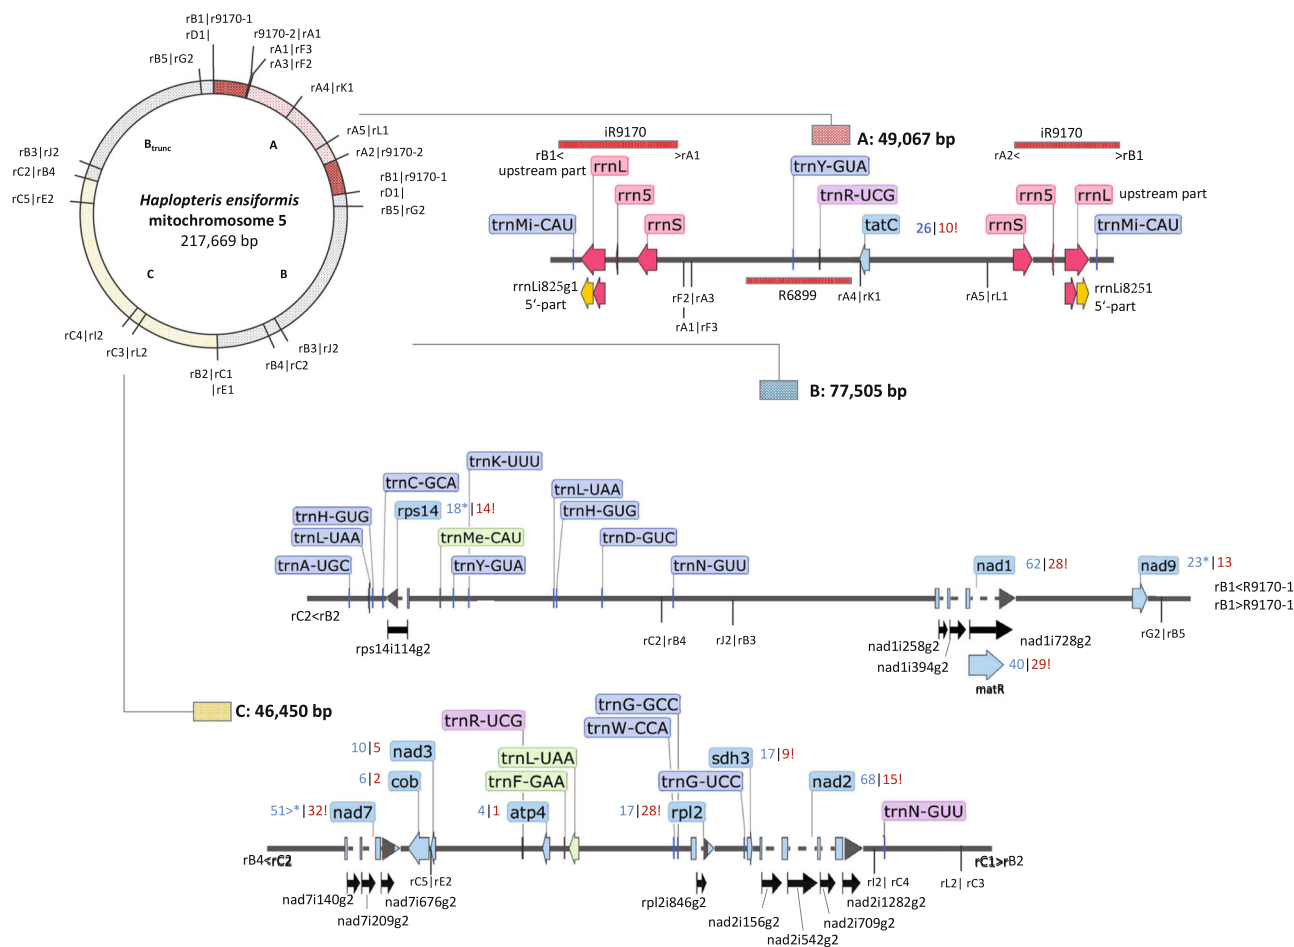 rB1|r9170-1
rD1|
r9170-2|rA1
rA1|rF3
rA3|rF2
rB5|rG2
rA4|rK1
rA5|rL1
rA2|r9170-2
rB1|r9170-1
rD1|
rB5|rG2
rB3|rJ2
rC2|rB4
rC5|rE2
Btrunc
A
Haplopteris ensiformis
mitochromosome 5
217,669 bp
C
B
rC4|rI2
rC3|rL2
rB3|rJ2
rB4|rC2
rB2|rC1
|rE1
A: 49,067 bp
iR9170
rB1<
>rA1
upstream part
rrnL
trnY-GUA
iR9170
rA2<
>rB1
rrn5
trnR-UCG
rrn5
rrnL
upstream part
trnMi-CAU
rrnS
tatC
26|10!
rrnS
trnMi-CAU
rrnLi825g1
5'-part
rF2|rA3
rA1|rF3
R6899
rA4|rK1
rA5|rL1
rrnLi8251
5'-part
B: 77,505 bp
trnK-UUU
trnC-GCA
trnL-UAA
trnH-GUG
rps14
18*|14!
trnH-GUG
trnL-UAA
trnMe-CAU
trnD-GUC
trnA-UGC
trnY-GUA
trnN-GUU
nad1
62|28!
nad9
23*|13
rC2<rB2
rB1<R9170-1
rB1>R9170-1
rps14i114g2
rC2|rB4
rJ2|rB3
nad1i258g2
nad1i394g2
nad1i728g2
rG2|rB5
40|29!
matR
C: 46,450 bp
trnG-GCC
trnR-UCG
trnW-CCA
10|5
nad3
trnL-UAA
sdh3
17|9!
6|2
cob
trnF-GAA
trnG-UCC
nad2
68|15!
51>*|32!
nad7
4|1
atp4
17|28!
rpl2
trnN-GUU
rB4<rC2
rC1>rB2
nad7i140g2
nad7i209g2
nad7i676g2
rC5|rE2
rpl2i846g2
nad2i156g2
nad2i542g2
nad2i709g2
nad2i1282g2
rI2| rC4
rL2| rC3